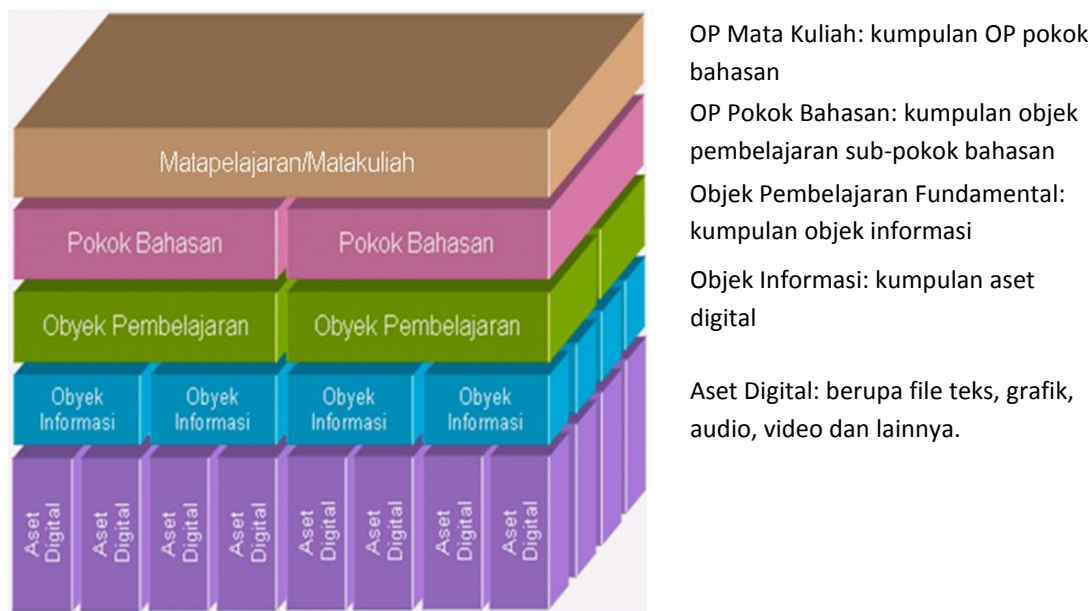 Matapelajaran/Matakuliah
Pokok Bahasan
Pokok Bahasan
Obyek Pembelajaran
Obyek Pembelajaran
Obyek
Informasi
Obyek
Informasi
Obyek
Informasi
Obyek
Informasi
Aset
Digital
Aset
Digital
Aset
Digital
Aset
Digital
Aset
Digital
Aset
Digital
Aset
Digital
Aset
Digital
OP Mata Kuliah: kumpulan OP pokok
bahasan
OP Pokok Bahasan: kumpulan objek
pembelajaran sub-pokok bahasan
Objek Pembelajaran Fundamental:
kumpulan objek informasi
Objek Informasi: kumpulan aset
digital
Aset Digital: berupa file teks, grafik,
audio, video dan lainnya.